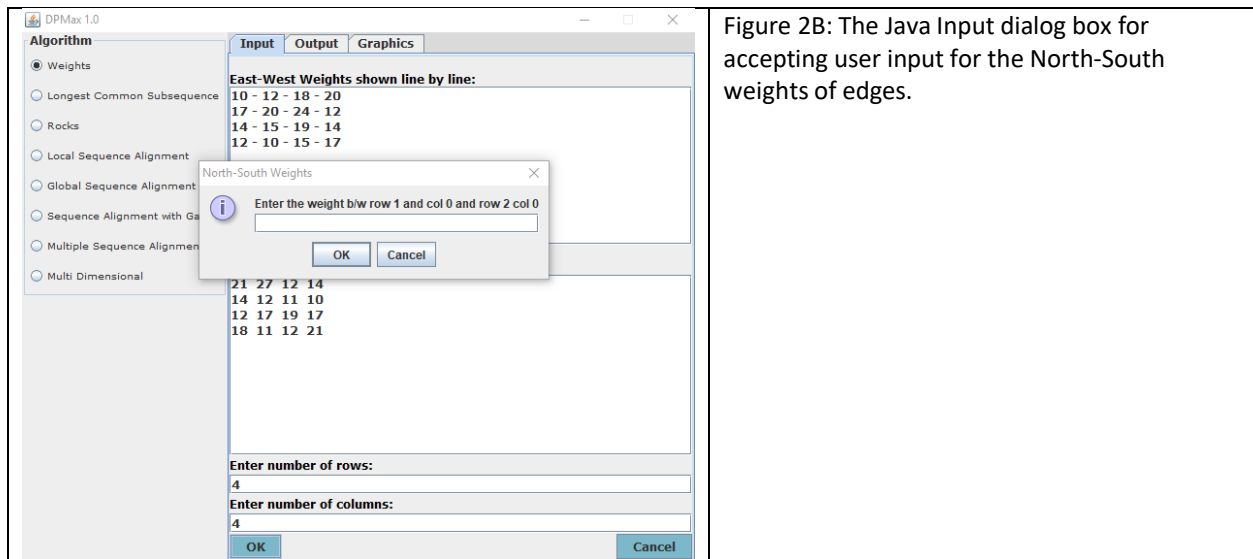 DPMax 1.0
Algorithm
Weights
Longest Common Subsequence
Rocks
Local Sequence Alignment
Global Sequence Alignment
Sequence Alignment with Ga
Multiple Sequence Alignmen
Multi Dimensional
Input Output Graphics
East-West Weights shown line by line:
10 - 12 - 18 - 20
17 - 20 - 24 - 12
14 - 15 - 19 - 14
12 - 10 - 15 - 17
North-South Weights
Enter the weight b/w row 1 and col 0 and row 2 col 0
OK Cancel
21 27 12 14
14 12 11 10
12 17 19 17
18 11 12 21
Enter number of rows:
4
Enter number of columns:
4
OK Cancel
Figure 2B: The Java Input dialog box for
accepting user input for the North-South
weights of edges.